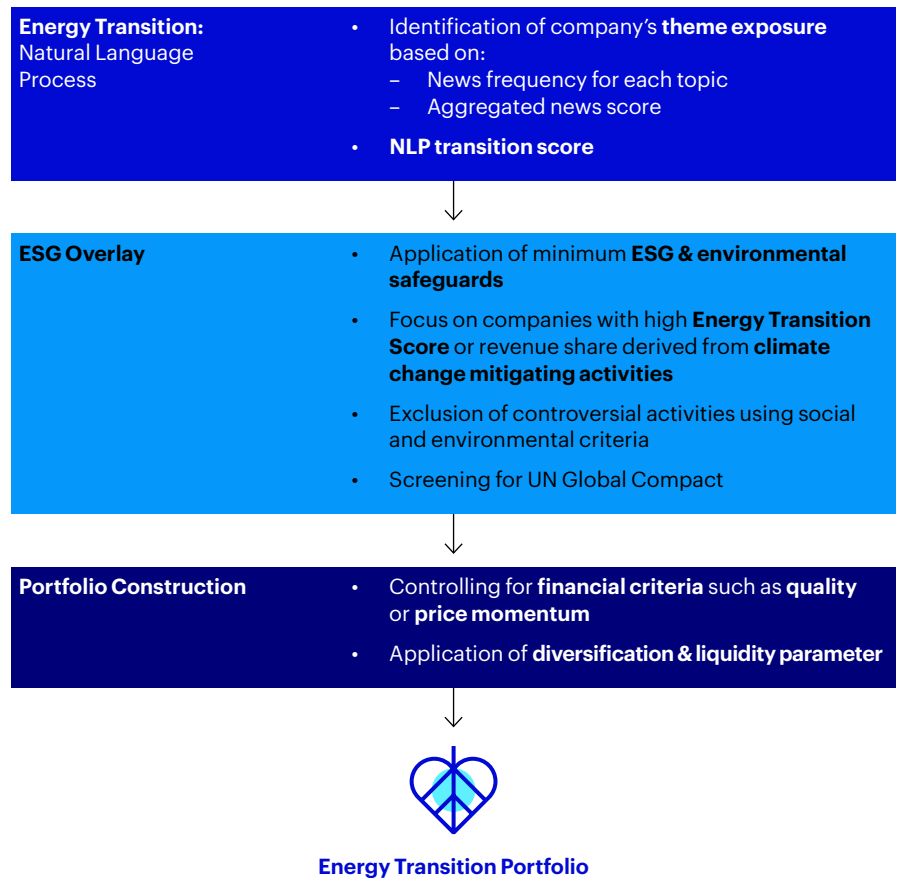 Energy Transition:
Natural Language
Process
• Identification of company’s theme exposure
based on:
– News frequency for each topic
– Aggregated news score
• NLP transition score
ESG Overlay
• Application of minimum ESG & environmental
safeguards
• Focus on companies with high Energy Transition
Score or revenue share derived from climate
change mitigating activities
• Exclusion of controversial activities using social
and environmental criteria
• Screening for UN Global Compact
Portfolio Construction
• Controlling for financial criteria such as quality
or price momentum
• Application of diversification & liquidity parameter
Energy Transition Portfolio